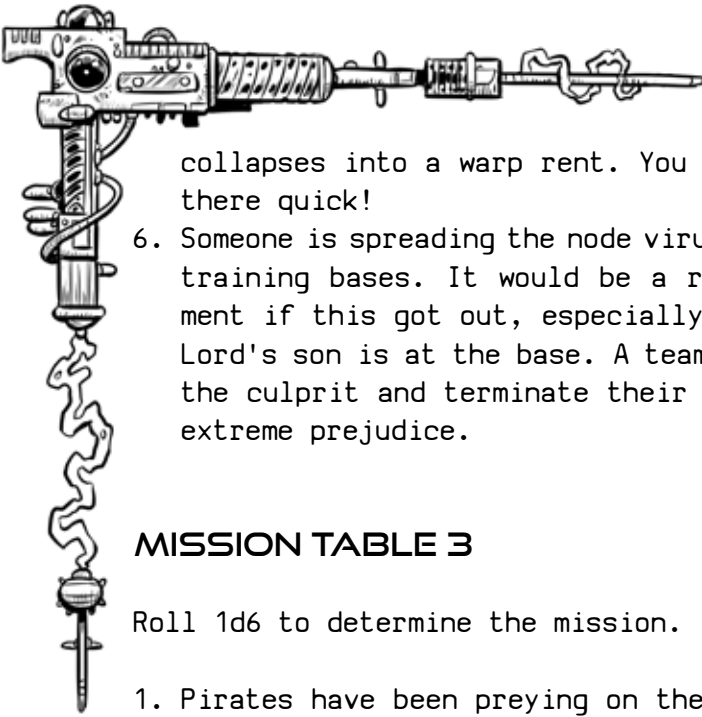 collapses into a warp rent. You
there quick!
6. Someone is spreading the node
training bases. It would be a
ment if this got out, especially
Lord's son is at the base. A team
the culprit and terminate their
extreme prejudice.
MISSION TABLE 3
Roll 1d6 to determine the mission.
1. Pirates have been preying on the